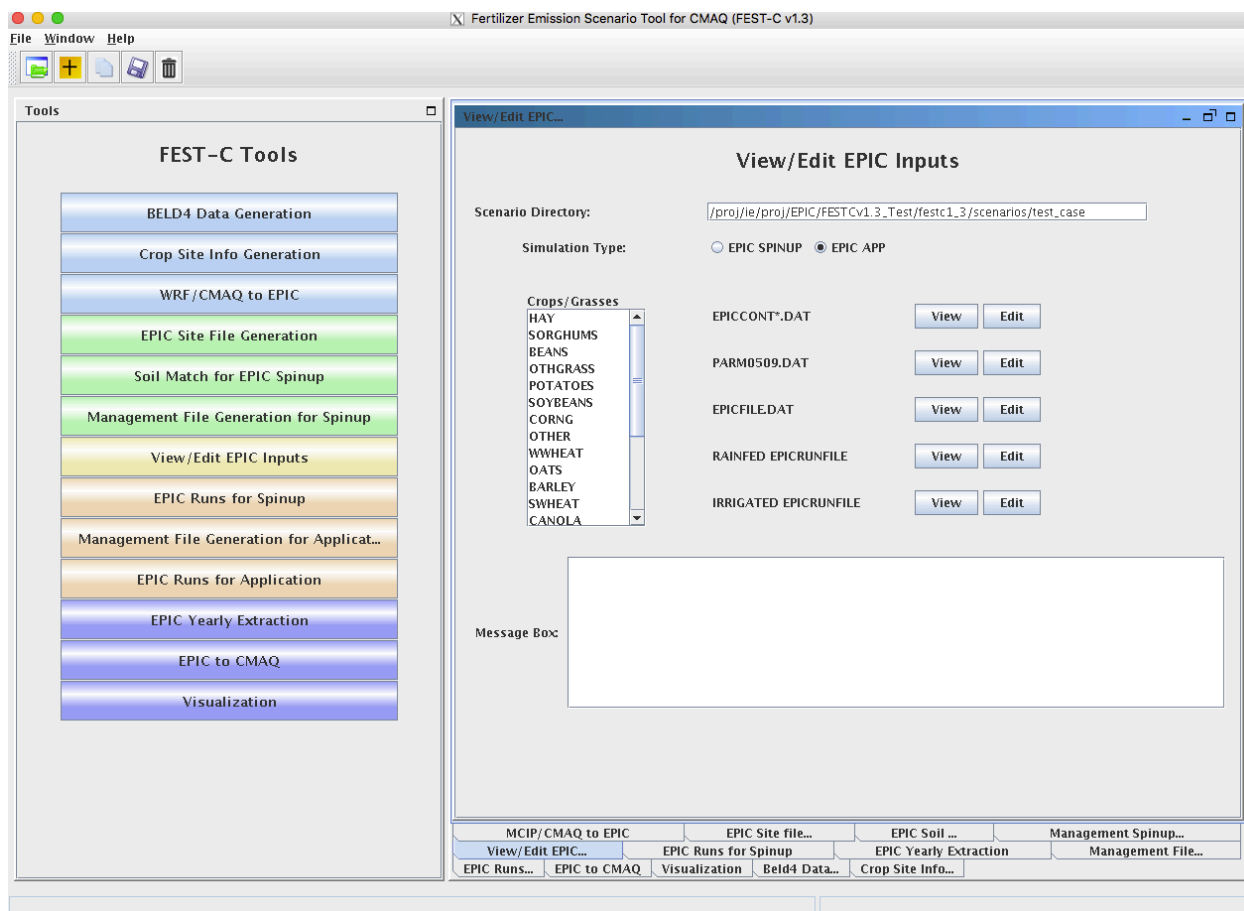 Fertilizer Emission Scenario Tool for CMAQ (FEST-C v1.3)
File Window Help
Tools
FEST-C Tools
BELD4 Data Generation
Crop Site Info Generation
WRF/CMAQ to EPIC
EPIC Site File Generation
Soil Match for EPIC Spinup
Management File Generation for Spinup
View/Edit EPIC Inputs
EPIC Runs for Spinup
Management File Generation for Applicat...
EPIC Runs for Application
EPIC Yearly Extraction
EPIC to CMAQ
Visualization
View/Edit EPIC...
View/Edit EPIC Inputs
Scenario Directory: /proj/ie/proj/EPIC/FESTCv1.3_Test/festc1_3/scenarios/test_case
Simulation Type: EPIC SPINUP EPIC APP
Crops/Grasses
HAY
SORGHUMS
BEANS
OTHGRASS
POTATOES
SOYBEANS
CORNG
OTHER
WWHEAT
OATS
BARLEY
SWHEAT
CANOLA
EPICCONT*.DAT View Edit
PARM0509.DAT View Edit
EPICFILE.DAT View Edit
RAINFED EPICRUNFILE View Edit
IRRIGATED EPICRUNFILE View Edit
Message Box:
MCIP/CMAQ to EPIC EPIC Site file... EPIC Soil ... Management Spinup...
View/Edit EPIC... EPIC Runs for Spinup EPIC Yearly Extraction Management File...
EPIC Runs... EPIC to CMAQ Visualization Beld4 Data... Crop Site Info...